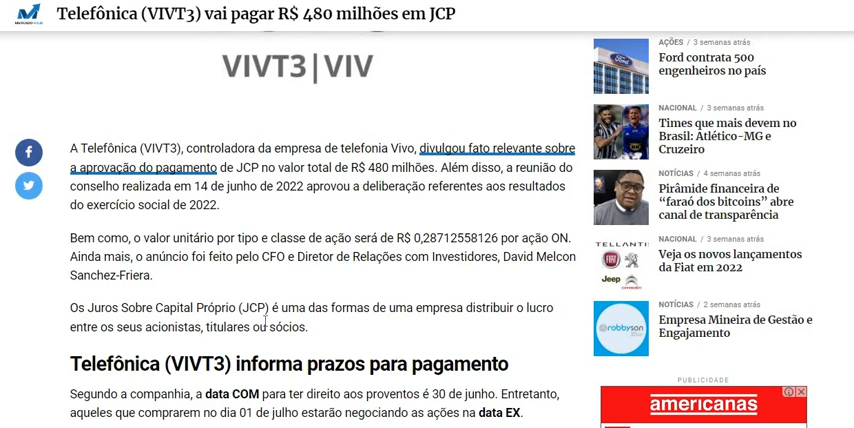 Telefônica (VIVT3) vai pagar R$ 480 milhões em JCP
VIVT3|VIV
A Telefônica (VIVT3), controladora da empresa de telefonia Vivo, divulgou fato relevante sobre
a aprovação do pagamento de JCP no valor total de R$ 480 milhões. Além disso, a reunião do
conselho realizada em 14 de junho de 2022 aprovou a deliberação referentes aos resultados
do exercício social de 2022.
Bem como, o valor unitário por tipo e classe de ação será de R$ 0,28712558126 por ação ON.
Ainda mais, o anúncio foi feito pelo CFO e Diretor de Relações com Investidores, David Melcon
Sanchez-Friera.
Os Juros Sobre Capital Próprio (JCP) é uma das formas de uma empresa distribuir o lucro
entre os seus acionistas, titulares ou sócios.
Telefônica (VIVT3) informa prazos para pagamento
Segundo a companhia, a data COM para ter direito aos proventos é 30 de junho. Entretanto,
aqueles que comprarem no dia 01 de julho estarão negociando as ações na data EX.
AÇÕES / 3 semanas atrás
Ford contrata 500
engenheiros no país
Ford
NACIONAL / 3 semanas atrás
Times que mais devem no
Brasil: Atlético-MG e
Cruzeiro
NOTÍCIAS / 4 semanas atrás
Pirâmide financeira de
“faraó dos bitcoins” abre
canal de transparência
NACIONAL / 3 semanas atrás
Veja os novos lançamentos
da Fiat em 2022
STELLANTIS
FIAT
Jeep
NOTÍCIAS / 2 semanas atrás
Empresa Mineira de Gestão e
Engajamento
robbyson
PUBLICIDADE
americanas